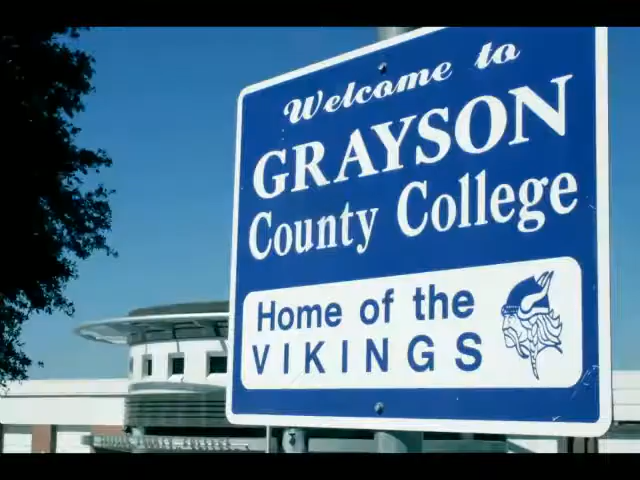 Welcome to
GRAYSON
County College
Home of the
VIKINGS